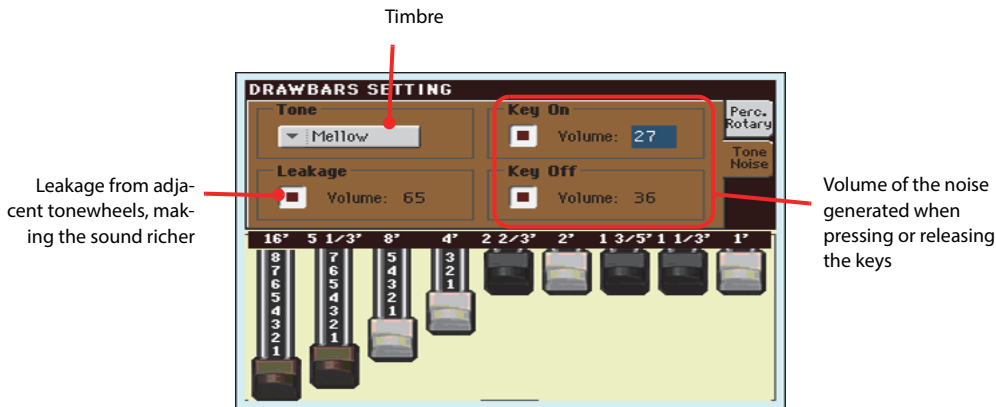 Timbre
DRAWBARS SETTING
Tone
Mellow
Key On
Volume: 27
Perc.
Rotary
Tone
Noise
Leakage
Volume: 65
Key Off
Volume: 36
Leakage from adja-
cent tonewheels, mak-
ing the sound richer
Volume of the noise
generated when
pressing or releasing
the keys
16' 5 1/3' 8' 4' 2 2/3' 2' 1 3/5' 1 1/3' 1'
8
7
6
5
4
3
2
1
7
6
5
4
3
2
1
5
4
3
2
1
3
2
1